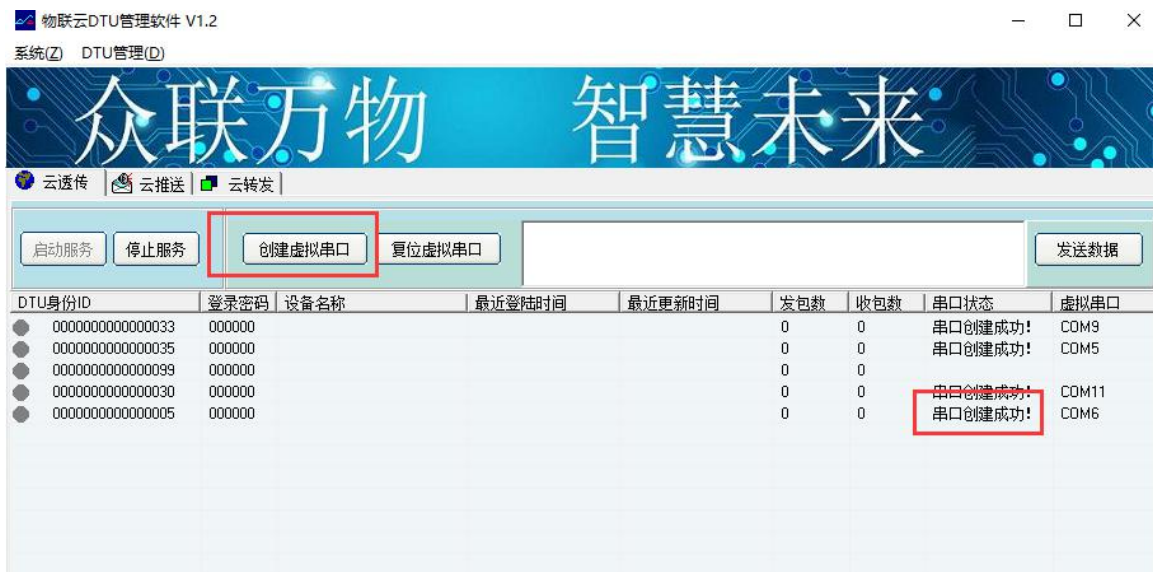 物联云DTU管理软件 V1.2
系统(Z) DTU管理(D)
众联万物 智慧未来
云透传 云推送 云转发
启动服务 停止服务 创建虚拟串口 复位虚拟串口 发送数据
DTU身份ID 登录密码 设备名称 最近登陆时间 最近更新时间 发包数 收包数 串口状态 虚拟串口
0000000000000033 000000 0 0 串口创建成功! COM9
0000000000000035 000000 0 0 串口创建成功! COM5
0000000000000099 000000 0 0
0000000000000030 000000 0 0 串口创建成功! COM11
0000000000000005 000000 0 0 串口创建成功! COM6